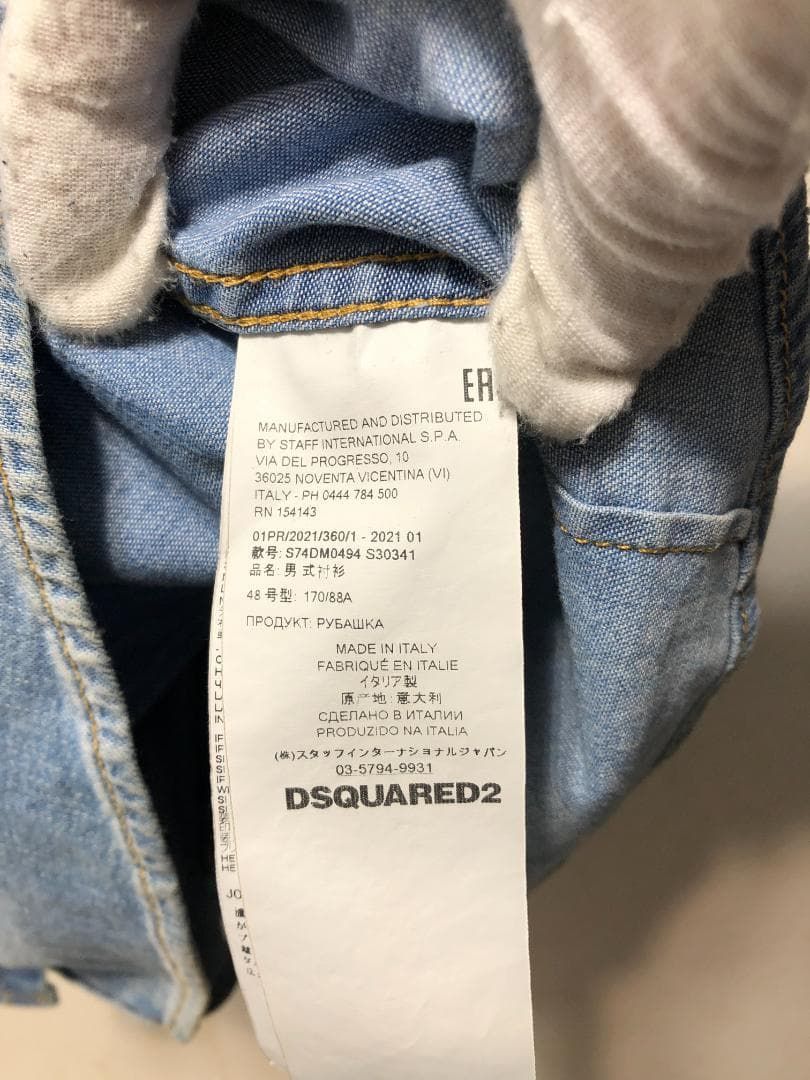 MANUFACTURED AND DISTRIBUTED
BY STAFF INTERNATIONAL S.P.A.
VIA DEL PROGRESSO, 10
36025 NOVENTA VICENTINA (VI)
ITALY - PH 0444 784 500
RN 154143
01PR/2021/360/1 - 2021 01
款号: S74DM0494 S30341
品名: 男式衬衫
48 号型: 170/88A
ПРОДУКТ: РУБАШКА
MADE IN ITALY
FABRIQUÉ EN ITALIE
イタリア製
原产地:意大利
СДЕЛАНО В ИТАЛИИ
PRODUZIDO NA ITALIA
(株)スタッフインターナショナルジャパン
03-5794-9931
DSQUARED2